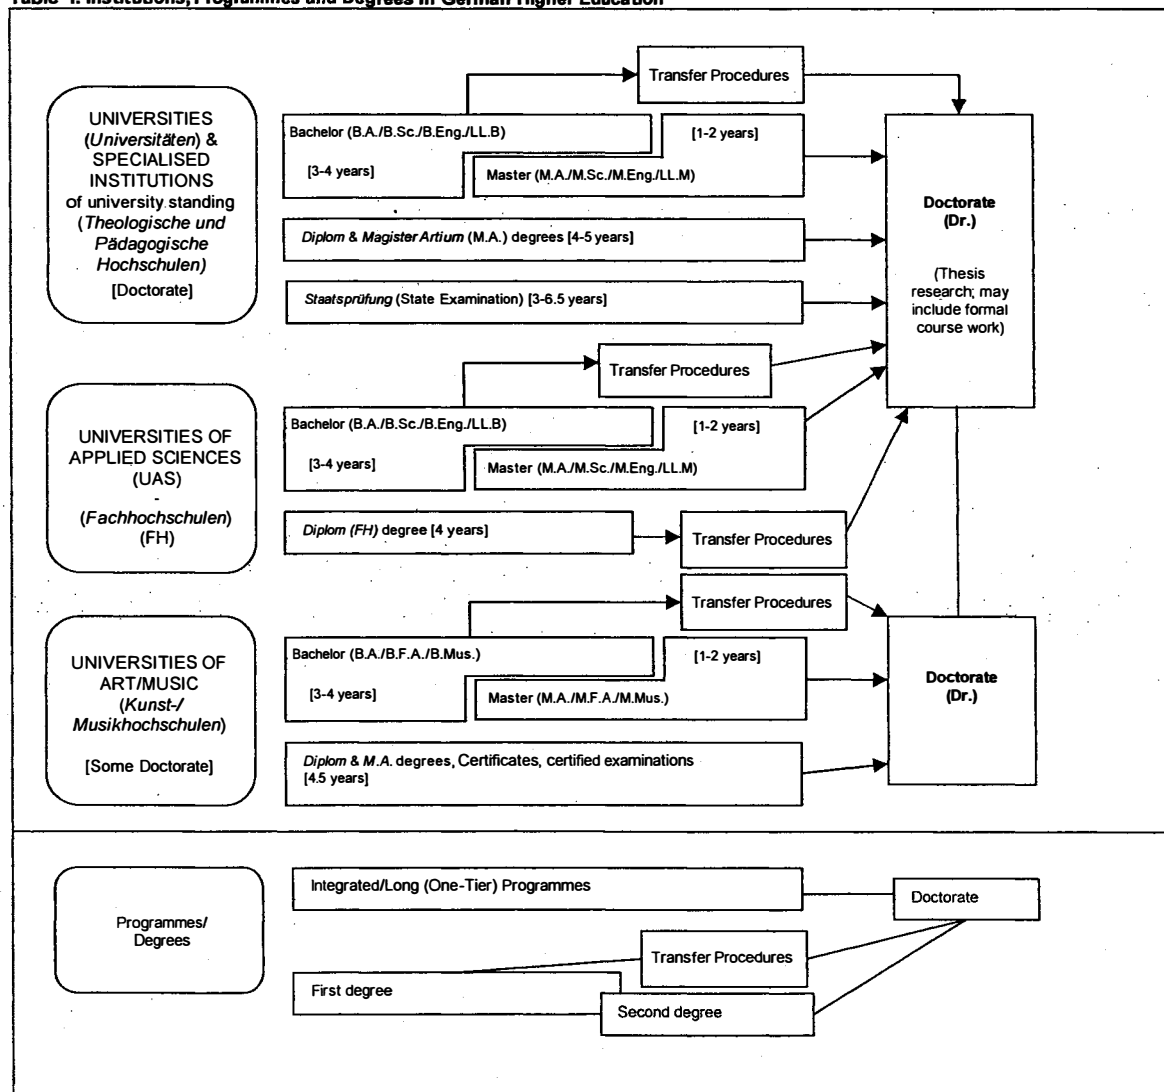 Table 1: Institutions, Programmes and Degrees in German Higher Education
Transfer Procedures
UNIVERSITIES
(Universitäten) &
SPECIALISED
INSTITUTIONS
of university standing
(Theologische und
Pädagogische
Hochschulen)
[Doctorate]
Bachelor (B.A./B.Sc./B.Eng./LL.B)
[3-4 years]
[1-2 years]
Master (M.A./M.Sc./M.Eng./LL.M)
Diplom & Magister Artium (M.A.) degrees [4-5 years]
Staatsprüfung (State Examination) [3-6.5 years]
Doctorate
(Dr.)
(Thesis
research; may
include formal
course work)
Transfer Procedures
UNIVERSITIES OF
APPLIED SCIENCES
(UAS)
-
(Fachhochschulen)
(FH)
Bachelor (B.A./B.Sc./B.Eng./LL.B)
[3-4 years]
[1-2 years]
Master (M.A./M.Sc./M.Eng./LL.M)
Diplom (FH) degree [4 years]
Transfer Procedures
Transfer Procedures
UNIVERSITIES OF
ART/MUSIC
(Kunst-/
Musikhochschulen)
[Some Doctorate]
Bachelor (B.A./B.F.A./B.Mus.)
[3-4 years]
[1-2 years]
Master (M.A./M.F.A./M.Mus.)
Diplom & M.A. degrees, Certificates, certified examinations
[4.5 years]
Doctorate
(Dr.)
Programmes/
Degrees
Integrated/Long (One-Tier) Programmes
Doctorate
Transfer Procedures
First degree
Second degree